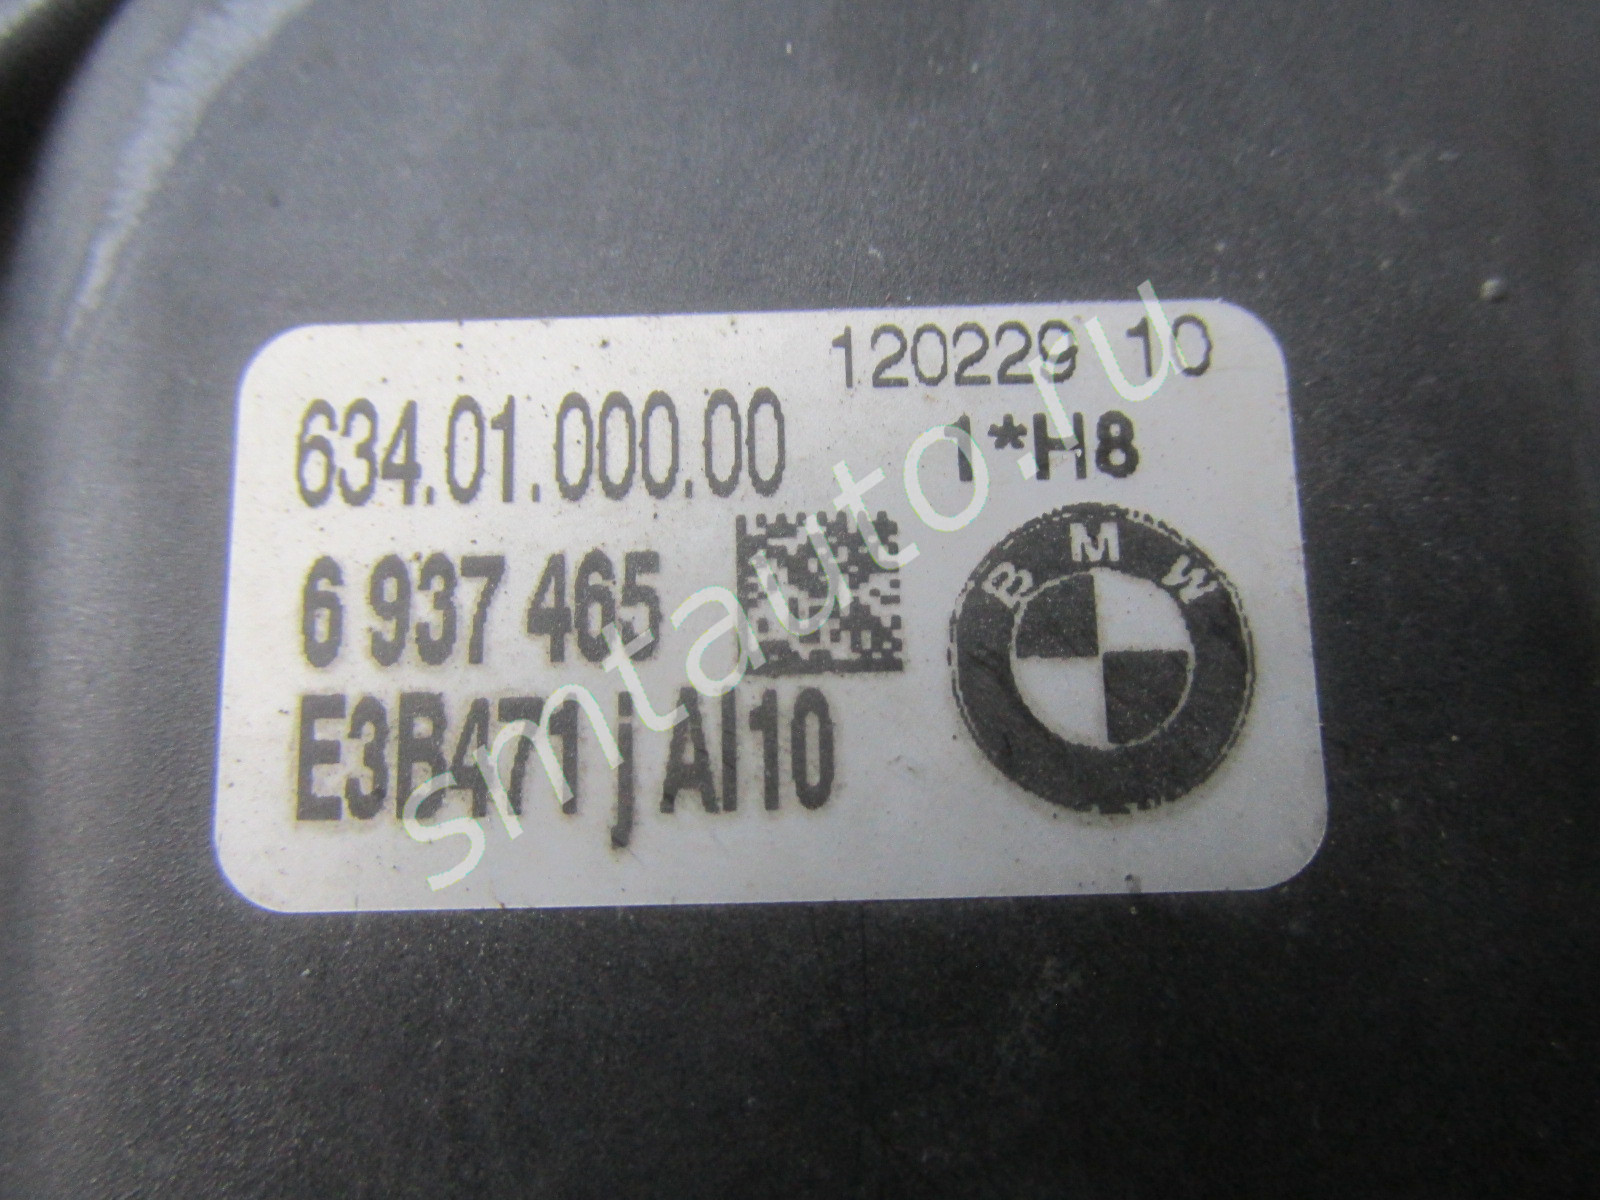 120229 10
634.01.000.00
1*H8
6 937 465
BMW
E3B471 j AI10
smtauto.ru